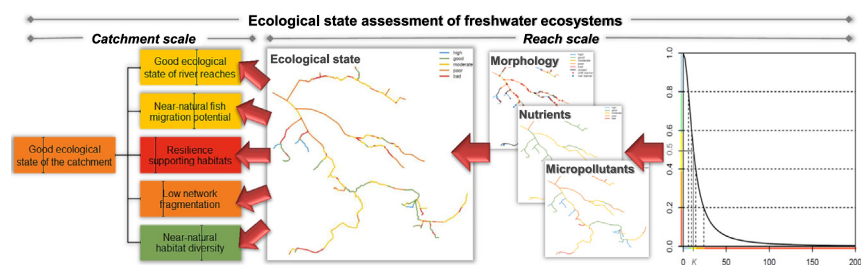 Ecological state assessment of freshwater ecosystems
Catchment scale
Reach scale
Good ecological
state of the catchment
Good ecological
state of river reaches
Near-natural fish
migration potential
Resilience
supporting habitats
Low network
fragmentation
Near-natural
habitat diversity
Ecological state
high
good
moderate
poor
bad
Morphology
Nutrients
Micropollutants
1.0
0.8
0.6
0.4
0.2
0.0
0 K 50 100 150 200